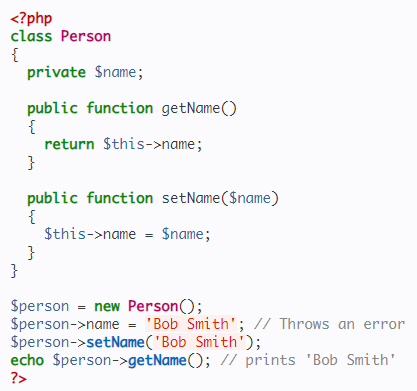 <?php
class Person
{
  private $name;

  public function getName()
  {
    return $this->name;
  }

  public function setName($name)
  {
    $this->name = $name;
  }
}

$person = new Person();
$person->name = 'Bob Smith'; // Throws an error
$person->setName('Bob Smith');
echo $person->getName(); // prints 'Bob Smith'
?>